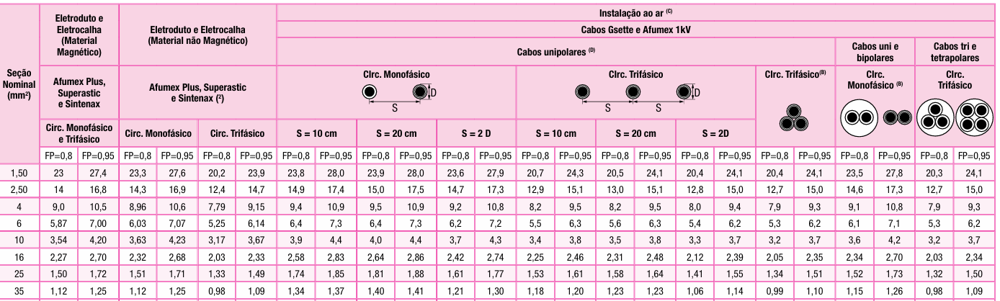 Seção
Nominal
(mm²)
Eletroduto e
Eletrocalha
(Material
Magnético)
Eletroduto e Eletrocalha
(Material não Magnético)
Instalação ao ar (C)
Cabos Gsette e Afumex 1kV
Cabos unipolares (D)
Cabos uni e
bipolares
Cabos tri e
tetrapolares
Afumex Plus,
Superastic
e Sintenax
Afumex Plus, Superastic
e Sintenax (²)
CIrc. Monofásico
D
S
CIrc. Trifásico
D
S S
CIrc. Trifásico(B)
CIrc.
Monofásico (B)
CIrc.
Trifásico
Circ. Monofásico
e Trifásico
Circ. Monofásico
Circ. Trifásico
S = 10 cm S = 20 cm S = 2 D S = 10 cm S = 20 cm S = 2D
FP=0,8 FP=0,95 FP=0,8 FP=0,95 FP=0,8 FP=0,95 FP=0,8 FP=0,95 FP=0,8 FP=0,95 FP=0,8 FP=0,95 FP=0,8 FP=0,95 FP=0,8 FP=0,95 FP=0,8 FP=0,95 FP=0,8 FP=0,95 FP=0,8 FP=0,95 FP=0,8 FP=0,95
1,50 23 27,4 23,3 27,6 20,2 23,9 23,8 28,0 23,9 28,0 23,6 27,9 20,7 24,3 20,5 24,1 20,4 24,1 20,4 24,1 23,5 27,8 20,3 24,1
2,50 14 16,8 14,3 16,9 12,4 14,7 14,9 17,4 15,0 17,5 14,7 17,3 12,9 15,1 13,0 15,1 12,8 15,0 12,7 15,0 14,6 17,3 12,7 15,0
4 9,0 10,5 8,96 10,6 7,79 9,15 9,4 10,9 9,5 10,9 9,2 10,8 8,2 9,5 8,2 9,5 8,0 9,4 7,9 9,3 9,1 10,8 7,9 9,3
6 5,87 7,00 6,03 7,07 5,25 6,14 6,4 7,3 6,4 7,3 6,2 7,2 5,5 6,3 5,6 6,3 5,4 6,2 5,3 6,2 6,1 7,1 5,3 6,2
10 3,54 4,20 3,63 4,23 3,17 3,67 3,9 4,4 4,0 4,4 3,7 4,3 3,4 3,8 3,5 3,8 3,3 3,7 3,2 3,7 3,6 4,2 3,2 3,7
16 2,27 2,70 2,32 2,68 2,03 2,33 2,58 2,83 2,64 2,86 2,42 2,74 2,25 2,46 2,31 2,48 2,12 2,39 2,05 2,35 2,34 2,70 2,03 2,34
25 1,50 1,72 1,51 1,71 1,33 1,49 1,74 1,85 1,81 1,88 1,61 1,77 1,53 1,61 1,58 1,64 1,41 1,55 1,34 1,51 1,52 1,73 1,32 1,50
35 1,12 1,25 1,12 1,25 0,98 1,09 1,34 1,37 1,40 1,41 1,21 1,30 1,18 1,20 1,23 1,23 1,06 1,14 0,99 1,10 1,15 1,26 0,98 1,09